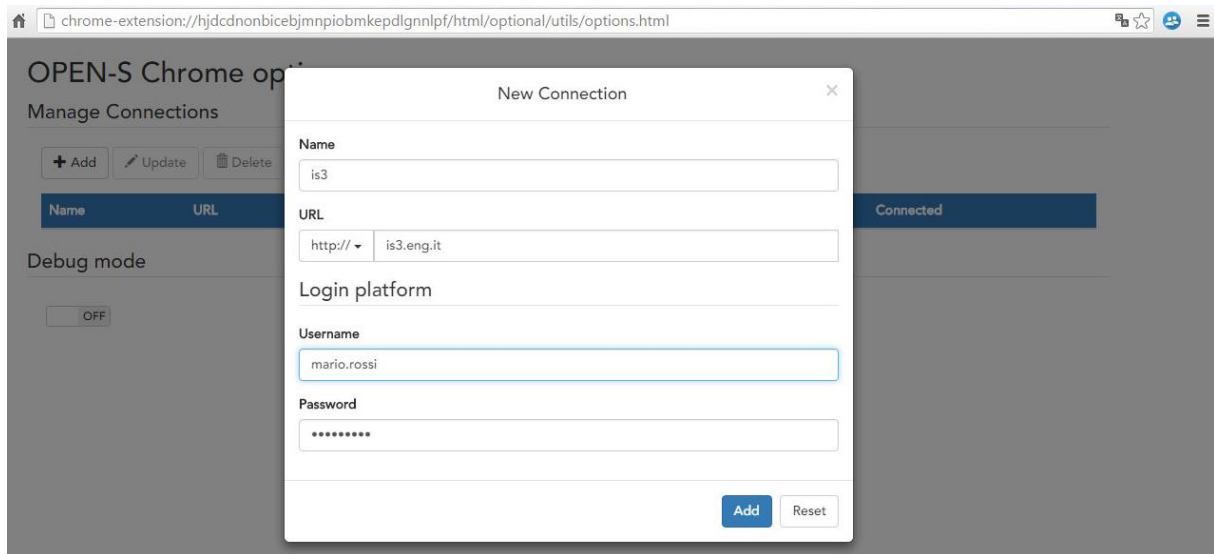 chrome-extension://hjdcdnonbicebjmnpiobmkepdlgnnlpf/html/optional/utils/options.html
OPEN-S Chrome opti
New Connection ×
Manage Connections
Name
Add Update Delete
is3
Name URL Connected
URL
http:// is3.eng.it
Debug mode
Login platform
OFF
Username
mario.rossi
Password
•••••••••
Add Reset